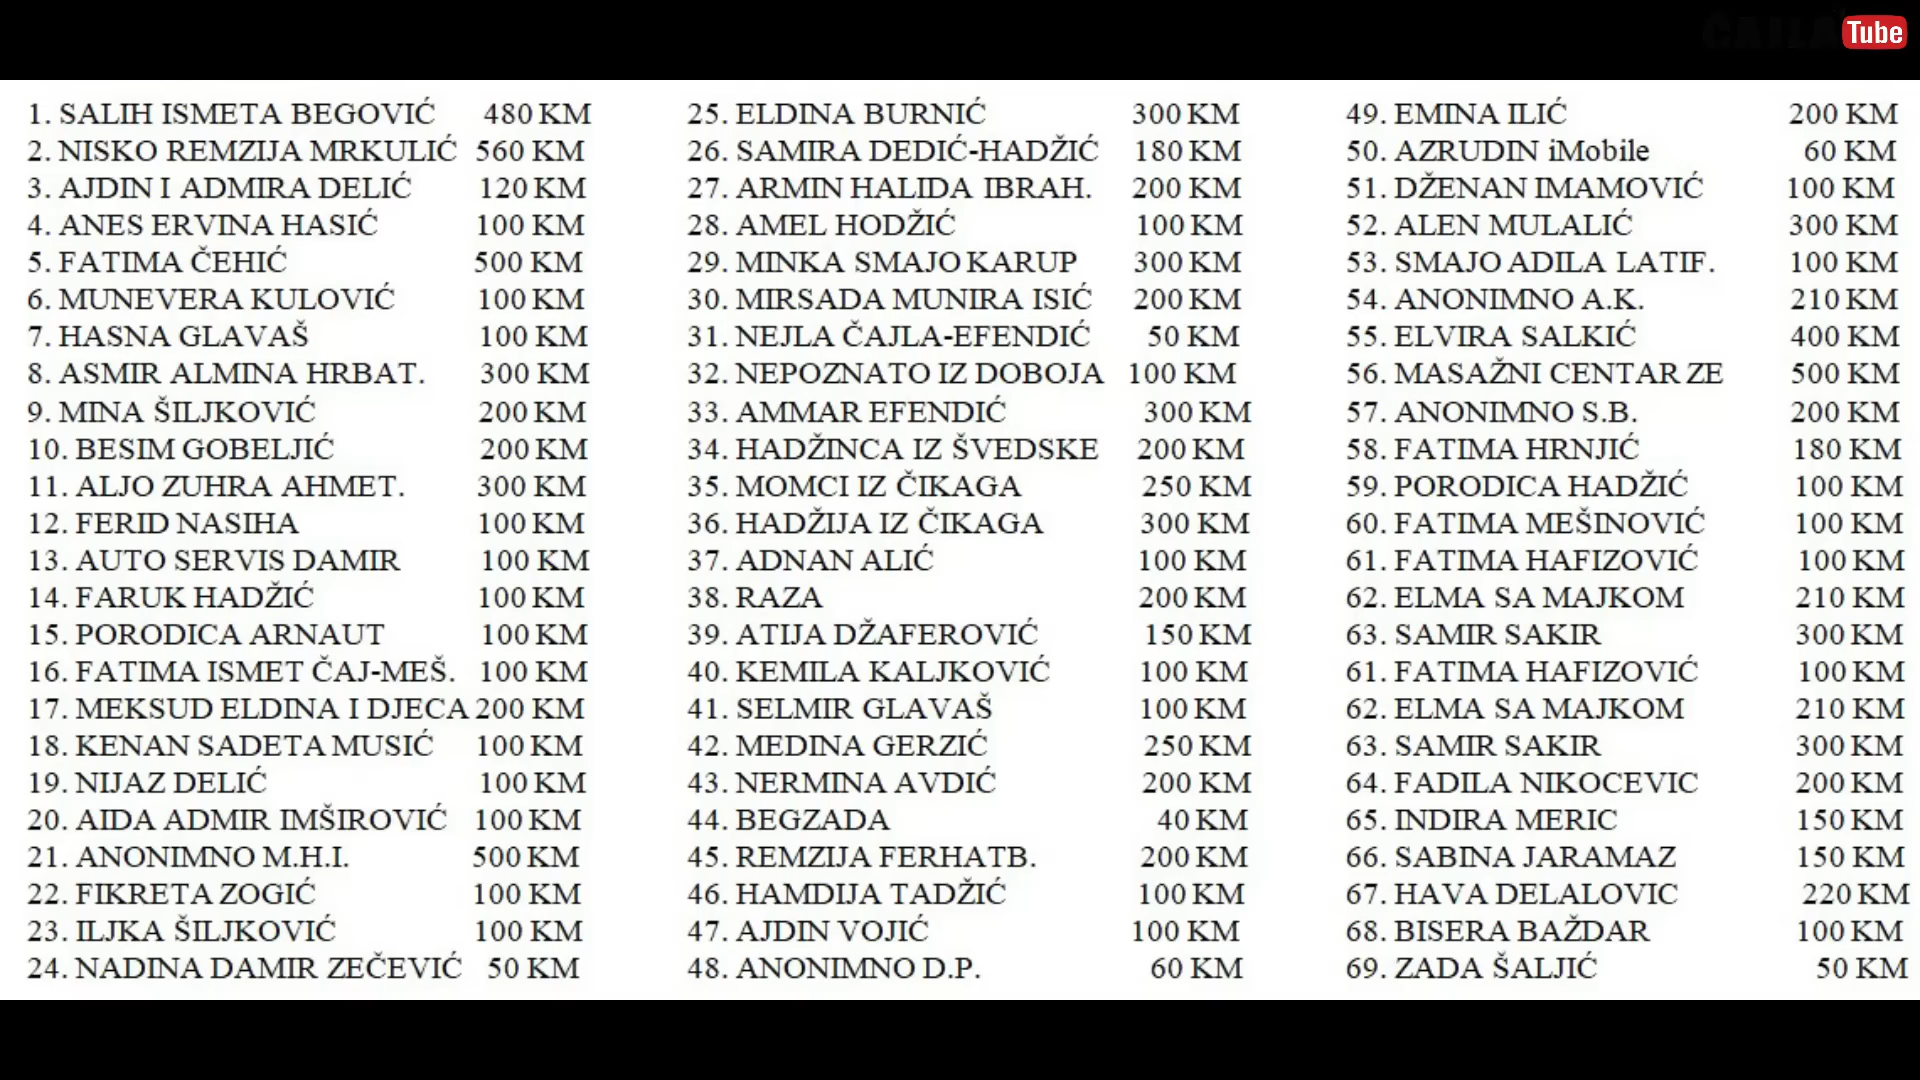 Tube
1. SALIH ISMETA BEGOVIĆ 480 KM
2. NISKO REMZIJA MRKULIĆ 560 KM
3. AJDIN I ADMIRA DELIĆ 120 KM
4. ANES ERVINA HASIĆ 100 KM
5. FATIMA ČEHIĆ 500 KM
6. MUNEVERA KULOVIĆ 100 KM
7. HASNA GLAVAŠ 100 KM
8. ASMIR ALMINA HRBAT. 300 KM
9. MINA ŠILJKOVIĆ 200 KM
10. BESIM GOBELJIĆ 200 KM
11. ALJO ZUHRA AHMET. 300 KM
12. FERID NASIHA 100 KM
13. AUTO SERVIS DAMIR 100 KM
14. FARUK HADŽIĆ 100 KM
15. PORODICA ARNAUT 100 KM
16. FATIMA ISMET ČAJ-MEŠ. 100 KM
17. MEKSUD ELDINA I DJECA 200 KM
18. KENAN SADETA MUSIĆ 100 KM
19. NIJAZ DELIĆ 100 KM
20. AIDA ADMIR IMŠIROVIĆ 100 KM
21. ANONIMNO M.H.I. 500 KM
22. FIKRETA ZOGIĆ 100 KM
23. ILJKA ŠILJKOVIĆ 100 KM
24. NADINA DAMIR ZEČEVIĆ 50 KM
25. ELDINA BURNIĆ 300 KM
26. SAMIRA DEDIĆ-HADŽIĆ 180 KM
27. ARMIN HALIDA IBRAH. 200 KM
28. AMEL HODŽIĆ 100 KM
29. MINKA SMAJO KARUP 300 KM
30. MIRSADA MUNIRA ISIĆ 200 KM
31. NEJLA ČAJLA-EFENDIĆ 50 KM
32. NEPOZNATO IZ DOBOJA 100 KM
33. AMMAR EFENDIĆ 300 KM
34. HADŽINCA IZ ŠVEDSKE 200 KM
35. MOMCI IZ ČIKAGA 250 KM
36. HADŽIJA IZ ČIKAGA 300 KM
37. ADNAN ALIĆ 100 KM
38. RAZA 200 KM
39. ATIJA DŽAFEROVIĆ 150 KM
40. KEMILA KALJKOVIĆ 100 KM
41. SELMIR GLAVAŠ 100 KM
42. MEDINA GERZIĆ 250 KM
43. NERMINA AVDIĆ 200 KM
44. BEGZADA 40 KM
45. REMZIJA FERHATB. 200 KM
46. HAMDIJA TADŽIĆ 100 KM
47. AJDIN VOJIĆ 100 KM
48. ANONIMNO D.P. 60 KM
49. EMINA ILIĆ 200 KM
50. AZRUDIN iMobile 60 KM
51. DŽENAN IMAMOVIĆ 100 KM
52. ALEN MULALIĆ 300 KM
53. SMAJO ADILA LATIF. 100 KM
54. ANONIMNO A.K. 210 KM
55. ELVIRA SALKIĆ 400 KM
56. MASAŽNI CENTAR ZE 500 KM
57. ANONIMNO S.B. 200 KM
58. FATIMA HRNJIĆ 180 KM
59. PORODICA HADŽIĆ 100 KM
60. FATIMA MEŠINOVIĆ 100 KM
61. FATIMA HAFIZOVIĆ 100 KM
62. ELMA SA MAJKOM 210 KM
63. SAMIR SAKIR 300 KM
61. FATIMA HAFIZOVIĆ 100 KM
62. ELMA SA MAJKOM 210 KM
63. SAMIR SAKIR 300 KM
64. FADILA NIKOCEVIC 200 KM
65. INDIRA MERIC 150 KM
66. SABINA JARAMAZ 150 KM
67. HAVA DELALOVIC 220 KM
68. BISERA BAŽDAR 100 KM
69. ZADA ŠALJIĆ 50 KM